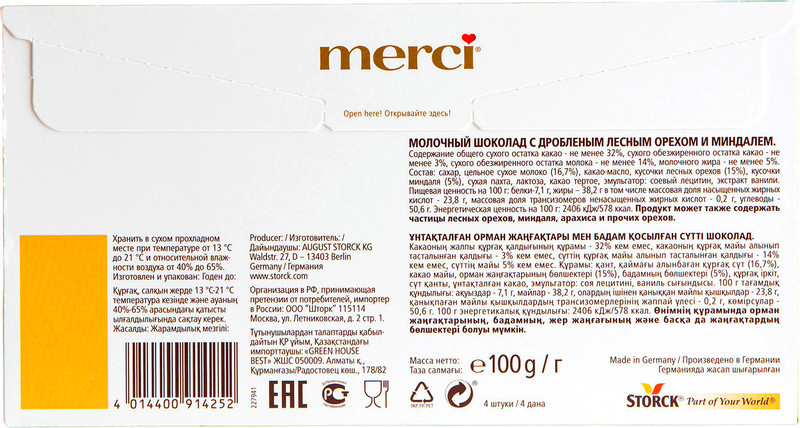 merci®
Open here! Открывайте здесь!
МОЛОЧНЫЙ ШОКОЛАД С ДРОБЛЕНЫМ ЛЕСНЫМ ОРЕХОМ И МИНДАЛЕМ.
Содержание общего сухого остатка какао - не менее 32%, сухого обезжиренного остатка какао - не
менее 3%, сухого обезжиренного остатка молока - не менее 14%, молочного жира - не менее 5%.
Состав: сахар, цельное сухое молоко (16,7%), какао-масло, кусочки лесных орехов (15%), кусочки
миндаля (5%), сухая пахта, лактоза, какао тертое, эмульгатор: соевый лецитин, экстракт ванили.
Пищевая ценность на 100 г: белки-7,1 г, жиры – 38,2 г в том числе массовая доля насыщенных жирных
кислот - 23,8 г, массовая доля трансизомеров ненасыщенных жирных кислот - 0,2 г, углеводы -
50,6 г. Энергетическая ценность на 100 г: 2406 кДж/578 ккал. Продукт может также содержать
частицы лесных орехов, миндаля, арахиса и прочих орехов.
ҰНТАҚТАЛҒАН ОРМАН ЖАҢҒАҚТАРЫ МЕН БАДАМ ҚОСЫЛҒАН СҮТТІ ШОКОЛАД.
Какаоның жалпы құрғақ қалдығының құрамы - 32% кем емес, какаоның құрғақ майы алынып
тасталынған қалдығы - 3% кем емес, сүттің құрғақ майы алынып тасталынған қалдығы - 14%
кем емес, сүттің майы 5% кем емес. Құрамы: қант, қаймағы алынбаған құрғақ сүт (16,7%),
какао майы, орман жаңғақтарының бөлшектері (15%), бадамның бөлшектері (5%), құрғақ іркіт,
сүт қанты, ұнтақталған какао, эмульгатор: соя лецитині, ваниль сығындысы. 100 г тағамдық
құндылығы: ақуыздар - 7,1 г, майлар - 38,2 г, олардың ішінен қаныққан майлы қышқылдар - 23,8 г,
қанықпаған майлы қышқылдардың трансизомерлерінің жаппай үлесі - 0,2 г, көмірсулар -
50,6 г. 100 г энергетикалық құндылығы: 2406 кДж/578 ккал. Өнімнің құрамында орман
жаңғақтарының, бадамның, жер жаңғағының және басқа да жаңғақтардың
бөлшектері болуы мүмкін.
Хранить в сухом прохладном
месте при температуре от 13 °C
до 21 °C и относительной влаж-
ности воздуха от 40% до 65%.
Изготовлен и упакован: Годен до:
Құрғақ, салқын жерде 13 °C-21 °C
температура кезінде және ауаның
40%-65% арасындағы қатысты
ылғалдылығында сақтау керек.
Жасалды: Жарамдылық мезгілі:
4 014400 914252
Producer: / Изготовитель: /
Дайындаушы: AUGUST STORCK KG
Waldstr. 27, D – 13403 Berlin
Germany / Германия
www.storck.com
Организация в РФ, принимающая
претензии от потребителей, импортер
в России: ООО "Шторк" 115114
Москва, ул. Летниковская, д. 2 стр. 1.
Тұтынушылардан талаптарды қабыл-
дайтын ҚР ұйым, Қазақстандағы
импорттаушы: «GREEN HOUSE
BEST» ЖШС 050009. Алматы қ.,
Құрманғазы/Радостовец көш., 178/82
227941
EAC
Масса нетто:
Таза салмағы:
℮100g / г
PAP, PP, PET
4 штуки / 4 дана
Made in Germany / Произведено в Германии
Германияда жасап шығарылған
STORCK® Part of Your World®